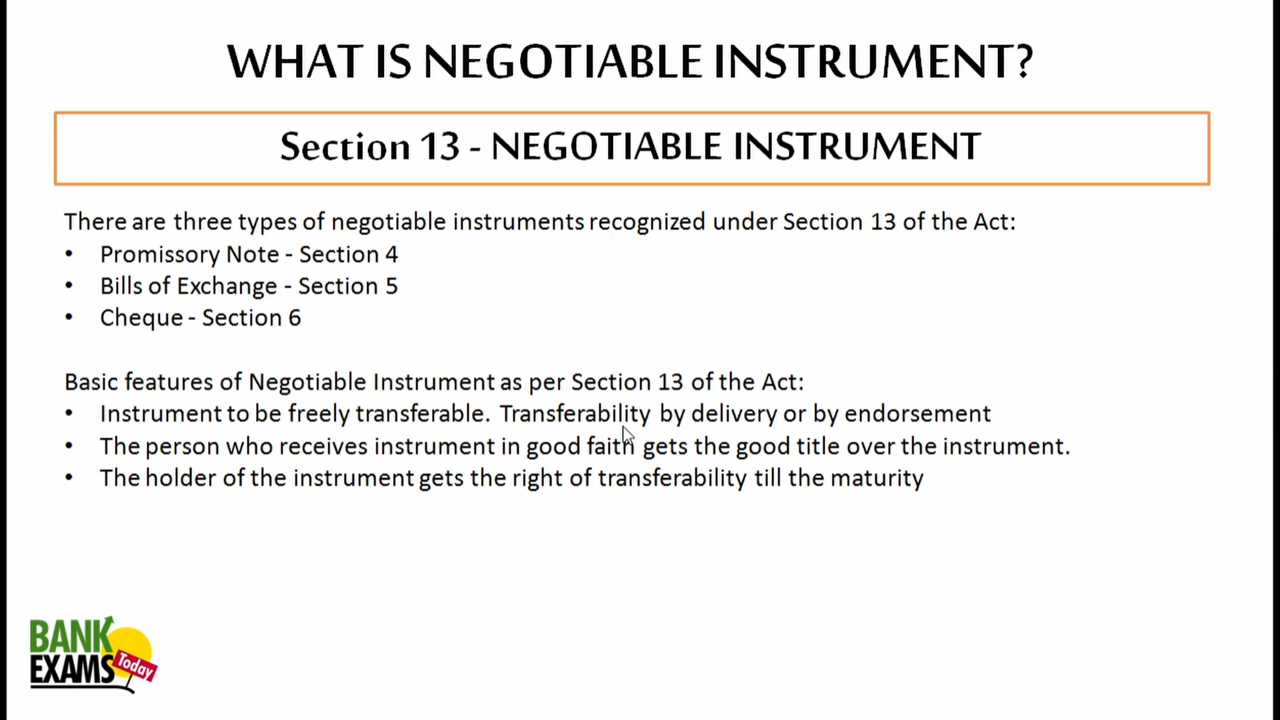 WHAT IS NEGOTIABLE INSTRUMENT?
Section 13 - NEGOTIABLE INSTRUMENT
There are three types of negotiable instruments recognized under Section 13 of the Act:
• Promissory Note - Section 4
• Bills of Exchange - Section 5
• Cheque - Section 6
Basic features of Negotiable Instrument as per Section 13 of the Act:
• Instrument to be freely transferable. Transferability by delivery or by endorsement
• The person who receives instrument in good faith gets the good title over the instrument.
• The holder of the instrument gets the right of transferability till the maturity
BANK
EXAMS Today